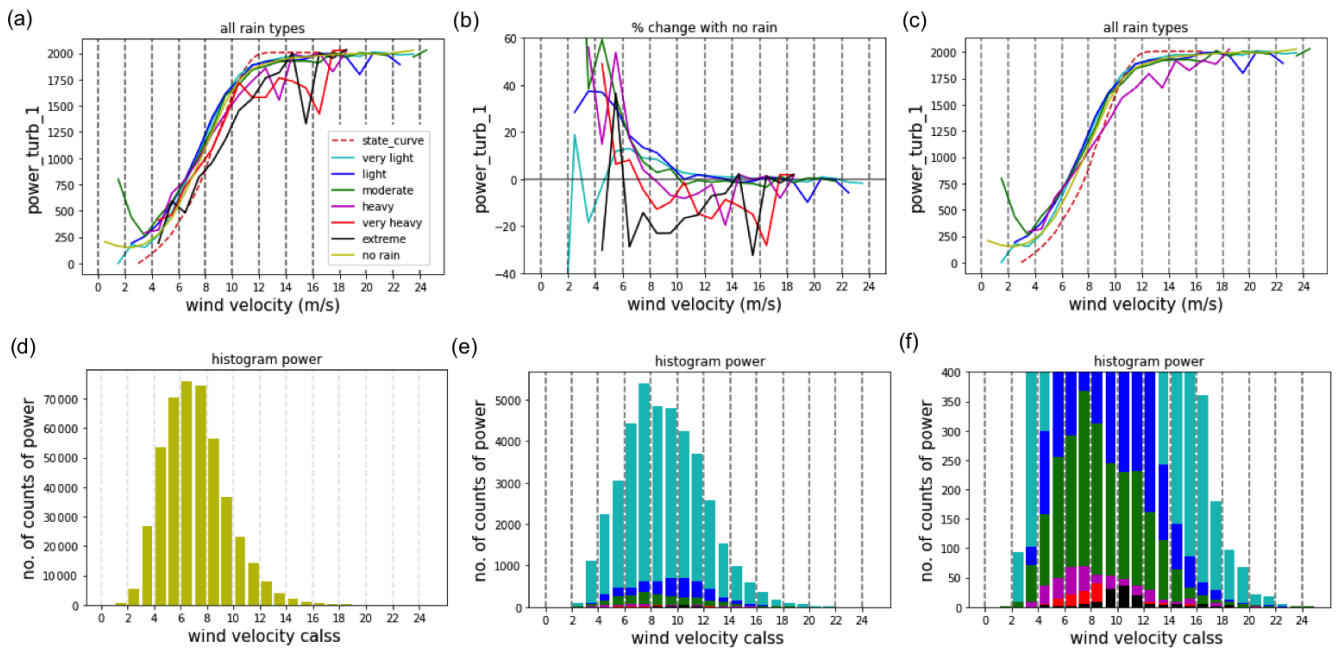 (a)
all rain types
power_turb_1
2000
1750
1500
1250
1000
750
500
250
0
state_curve
very light
light
moderate
heavy
very heavy
extreme
no rain
0 2 4 6 8 10 12 14 16 18 20 22 24
wind velocity (m/s)
(b)
% change with no rain
power_turb_1
60
40
20
0
−20
−40
0 2 4 6 8 10 12 14 16 18 20 22 24
wind velocity (m/s)
(c)
all rain types
power_turb_1
2000
1750
1500
1250
1000
750
500
250
0
0 2 4 6 8 10 12 14 16 18 20 22 24
wind velocity (m/s)
(d)
histogram power
no. of counts of power
70000
60000
50000
40000
30000
20000
10000
0
0 2 4 6 8 10 12 14 16 18 20 22 24
wind velocity calss
(e)
histogram power
no. of counts of power
5000
4000
3000
2000
1000
0
0 2 4 6 8 10 12 14 16 18 20 22 24
wind velocity calss
(f)
histogram power
no. of counts of power
400
350
300
250
200
150
100
50
0
0 2 4 6 8 10 12 14 16 18 20 22 24
wind velocity calss